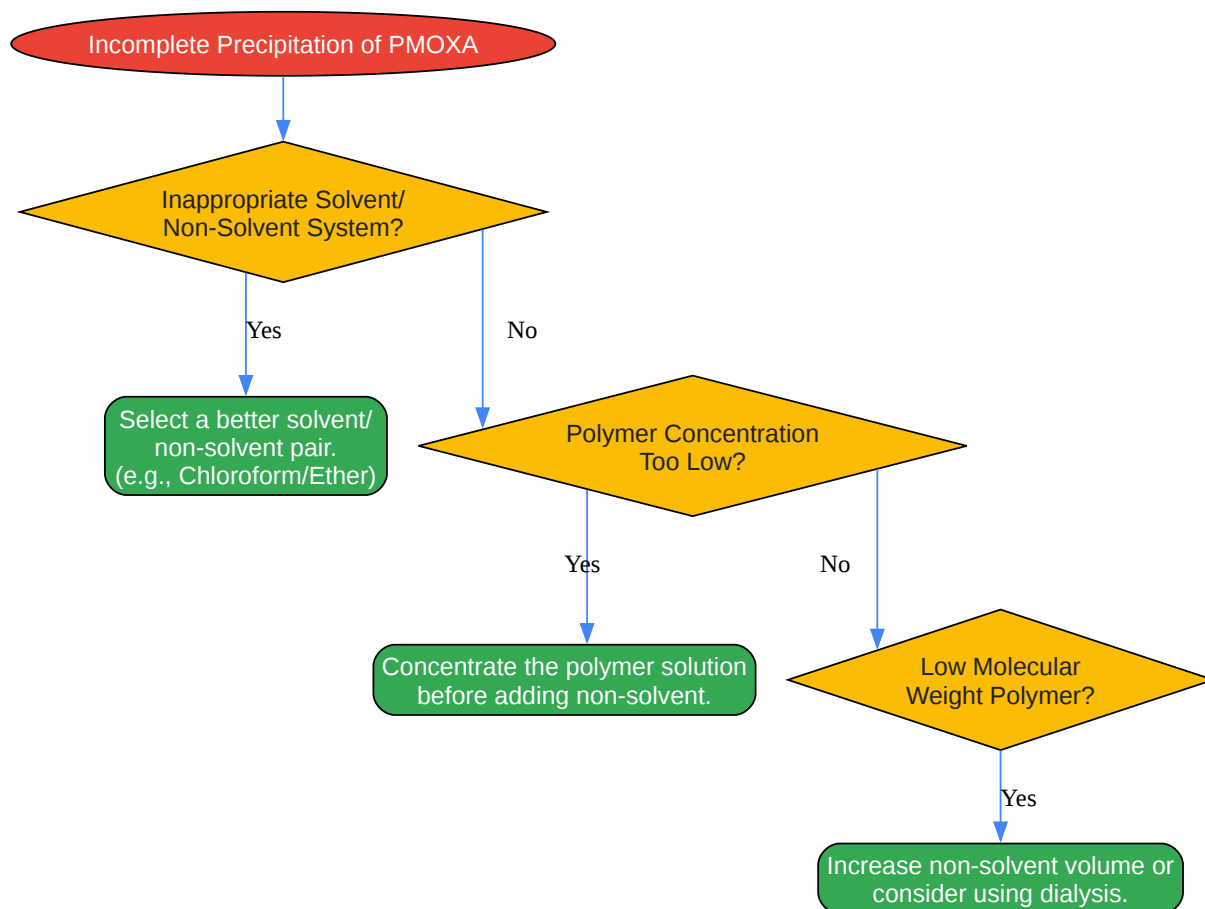 Incomplete Precipitation of PMOXA
Inappropriate Solvent/
Non-Solvent System?
Yes
No
Select a better solvent/
non-solvent pair.
(e.g., Chloroform/Ether)
Polymer Concentration
Too Low?
Yes
No
Concentrate the polymer solution
before adding non-solvent.
Low Molecular
Weight Polymer?
Yes
Increase non-solvent volume or
consider using dialysis.